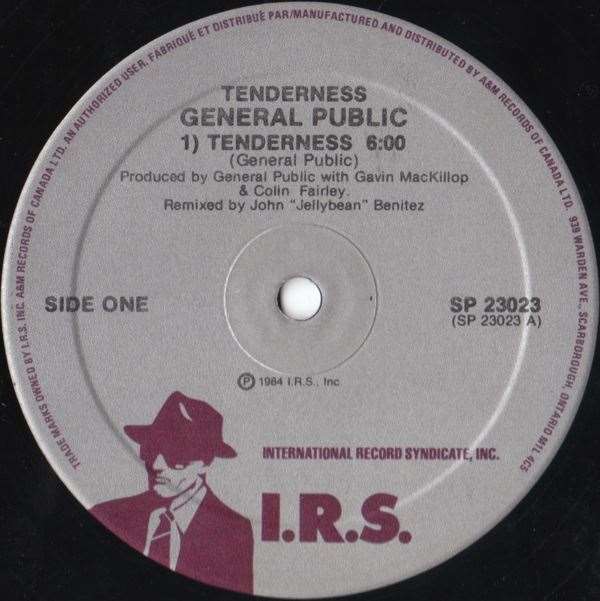 TRADE MARKS OWNED BY I.R.S. INC. A&M RECORDS OF CANADA LTD. AN AUTHORIZED USER. FABRIQUÉ ET DISTRIBUÉ PAR/MANUFACTURED AND DISTRIBUTED BY A&M RECORDS OF CANADA LTD. 939 WARDEN AVE., SCARBOROUGH, ONTARIO M1L 4C5
TENDERNESS
GENERAL PUBLIC
1) TENDERNESS 6:00
(General Public)
Produced by General Public with Gavin MacKillop
& Colin Fairley.
Remixed by John "Jellybean" Benitez
SIDE ONE
SP 23023
(SP 23023 A)
Ⓟ 1984 I.R.S., Inc
INTERNATIONAL RECORD SYNDICATE, INC.
I.R.S.